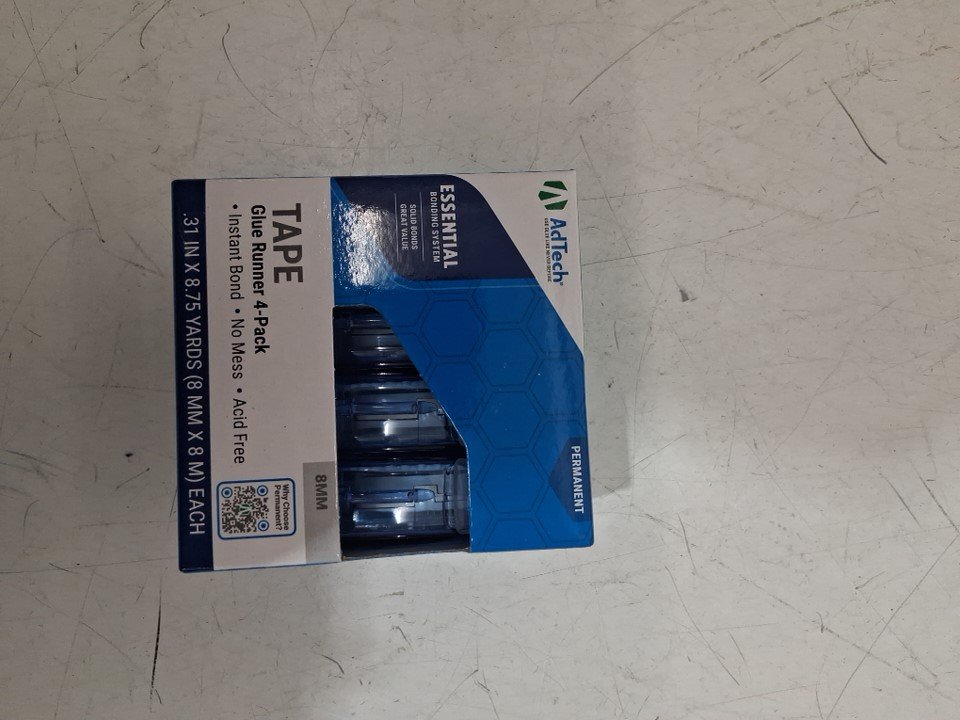 AdTech®
ESSENTIAL
BONDING SYSTEM
SOLID BONDS
GREAT VALUE
PERMANENT
8MM
TAPE
Glue Runner 4-Pack
• Instant Bond • No Mess • Acid Free
Why Choose
Permanent?
.31 IN X 8.75 YARDS (8 MM X 8 M) EACH